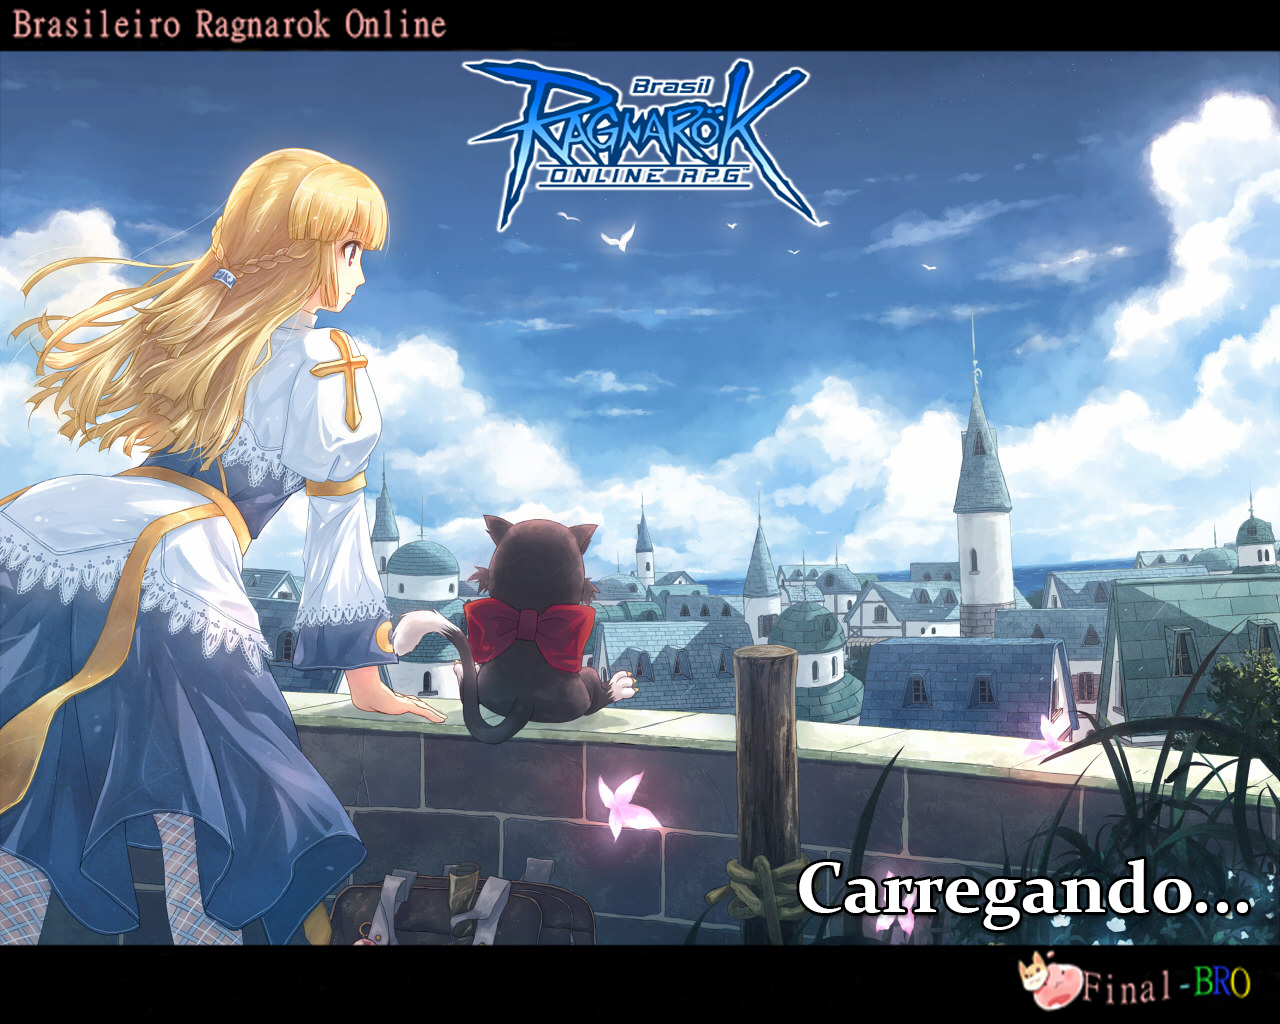 Brasileiro Ragnarok Online
Brasil
RAGNARÖK
ONLINE RPG
Carregando...
Final-BRO